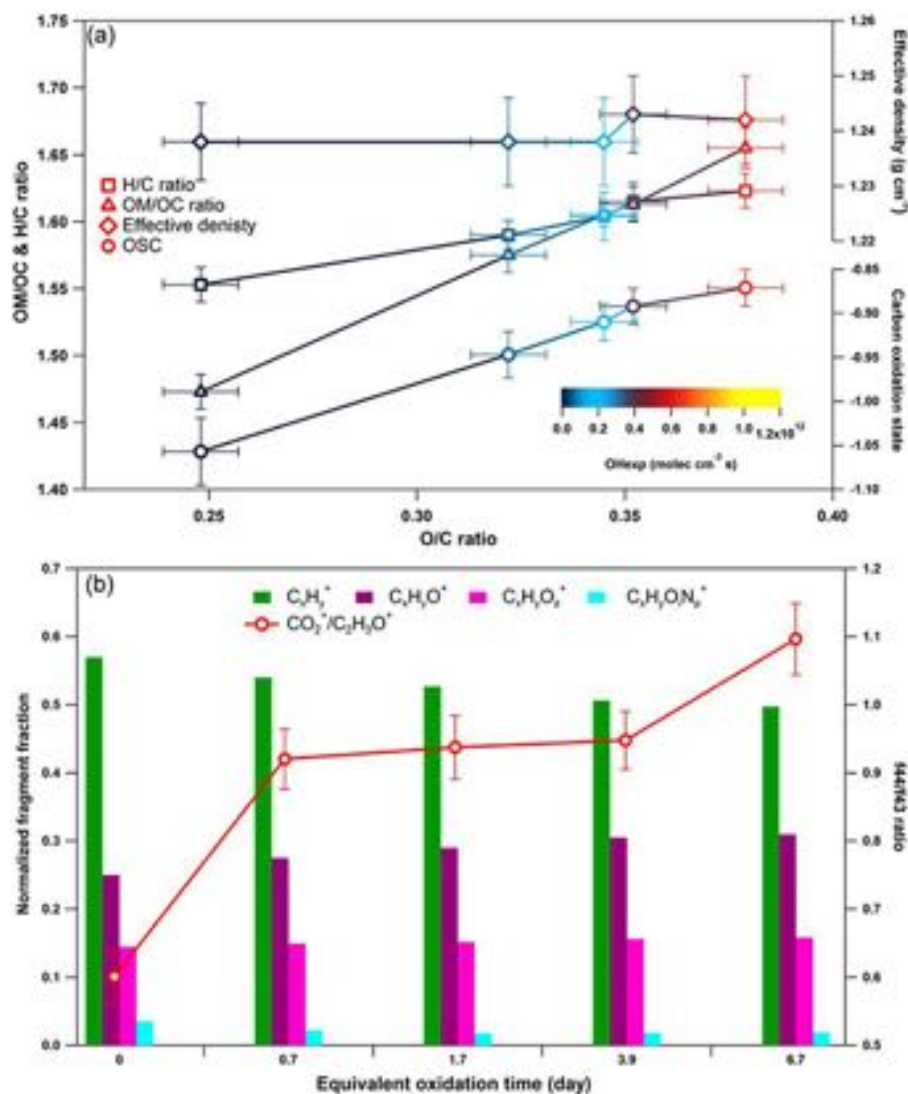 (a)
1.75
1.70
1.65
1.60
1.55
1.50
1.45
1.40
OM/OC & H/C ratio
H/C ratio
OM/OC ratio
Effective denisty
OSC
1.26
1.25
1.24
1.23
1.22
Effective density (g cm⁻³)
-0.85
-0.90
-0.95
-1.00
-1.05
-1.10
Carbon oxidation state
0.0 0.2 0.4 0.6 0.8 1.0 1.2x10¹²
OHexp (molec cm⁻³ s)
0.25 0.30 0.35 0.40
O/C ratio
(b)
0.7
0.6
0.5
0.4
0.3
0.2
0.1
0.0
Normalized fragment fraction
CₓHᵧ⁺ CₓHᵧO⁺
CO₂⁺/C₂H₃O⁺
1.2
1.1
1.0
0.9
0.8
0.7
0.6
0.5
f44/f43 ratio
0 0.7 1.7 3.9 6.7
Equivalent oxidation time (day)